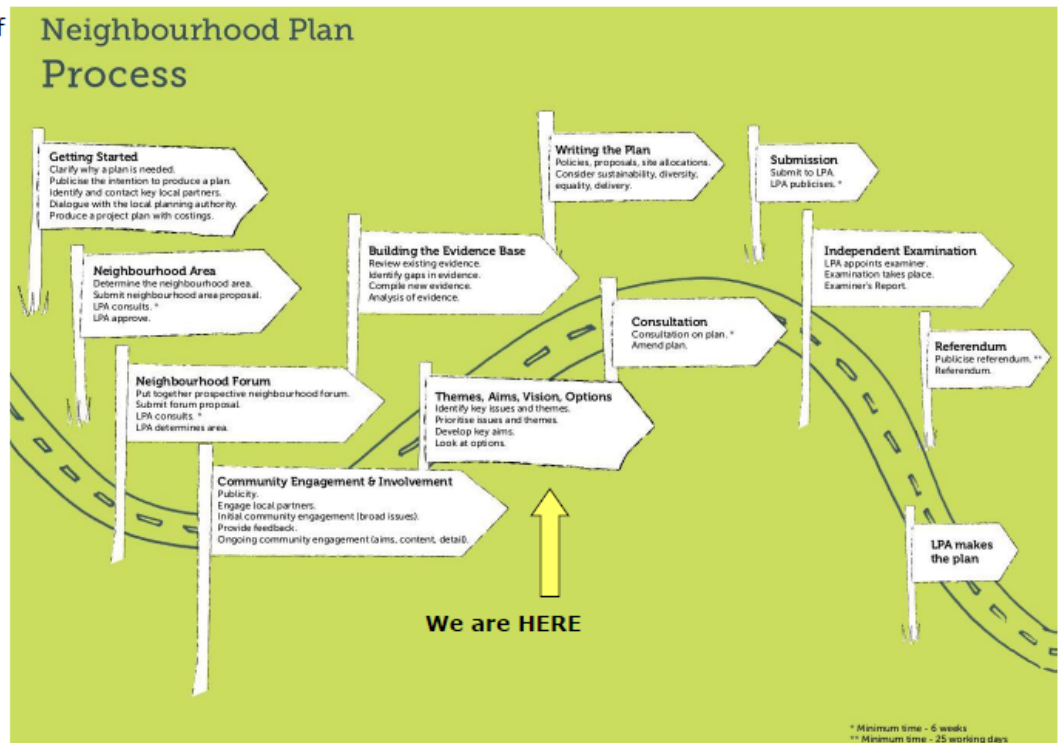 f
Neighbourhood Plan
Process
Getting Started
Clarify why a plan is needed.
Publicise the intention to produce a plan.
Identify and contact key local partners.
Dialogue with the local planning authority.
Produce a project plan with costings.
Neighbourhood Area
Determine the neighbourhood area.
Submit neighbourhood area proposal.
LPA consults. *
LPA approve.
Neighbourhood Forum
Put together prospective neighbourhood forum.
Submit forum proposal.
LPA consults. *
LPA determines area.
Community Engagement & Involvement
Publicity.
Engage local partners.
Initial community engagement (broad issues).
Provide feedback.
Ongoing community engagement (aims, content, detail).
Building the Evidence Base
Review existing evidence.
Identify gaps in evidence.
Compile new evidence.
Analysis of evidence.
Themes, Aims, Vision, Options
Identify key issues and themes.
Prioritise issues and themes.
Develop key aims.
Look at options.
Writing the Plan
Policies, proposals, site allocations.
Consider sustainability, diversity,
equality, delivery.
Consultation
Consultation on plan. *
Amend plan.
Submission
Submit to LPA.
LPA publicises. *
Independent Examination
LPA appoints examiner.
Examination takes place.
Examiner's Report.
Referendum
Publicise referendum. **
Referendum.
LPA makes
the plan
We are HERE
* Minimum time - 6 weeks
** Minimum time - 25 working days